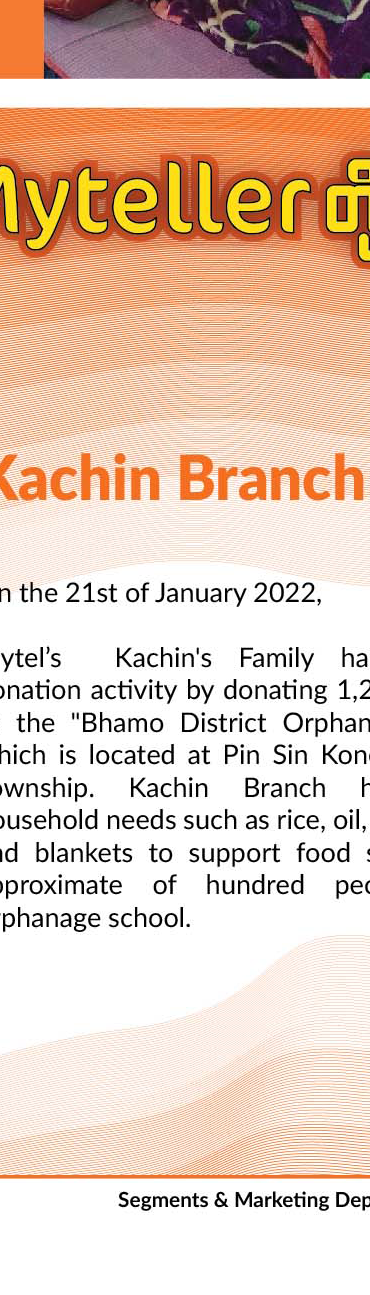 Myteller
Kachin Branch
n the 21st of January 2022,
ytel’s Kachin's Family ha
onation activity by donating 1,2
the "Bhamo District Orphan
hich is located at Pin Sin Kon
ownship. Kachin Branch h
ousehold needs such as rice, oil,
nd blankets to support food s
pproximate of hundred peo
rphanage school.
Segments & Marketing Dep